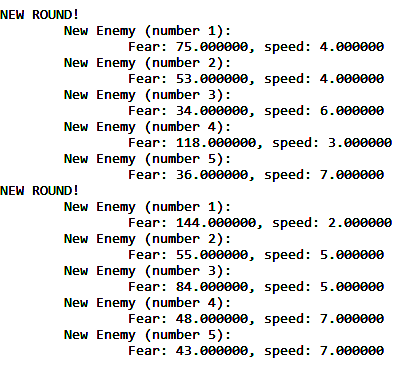 NEW ROUND!
New Enemy (number 1):
Fear: 75.000000, speed: 4.000000
New Enemy (number 2):
Fear: 53.000000, speed: 4.000000
New Enemy (number 3):
Fear: 34.000000, speed: 6.000000
New Enemy (number 4):
Fear: 118.000000, speed: 3.000000
New Enemy (number 5):
Fear: 36.000000, speed: 7.000000
NEW ROUND!
New Enemy (number 1):
Fear: 144.000000, speed: 2.000000
New Enemy (number 2):
Fear: 55.000000, speed: 5.000000
New Enemy (number 3):
Fear: 84.000000, speed: 5.000000
New Enemy (number 4):
Fear: 48.000000, speed: 7.000000
New Enemy (number 5):
Fear: 43.000000, speed: 7.000000